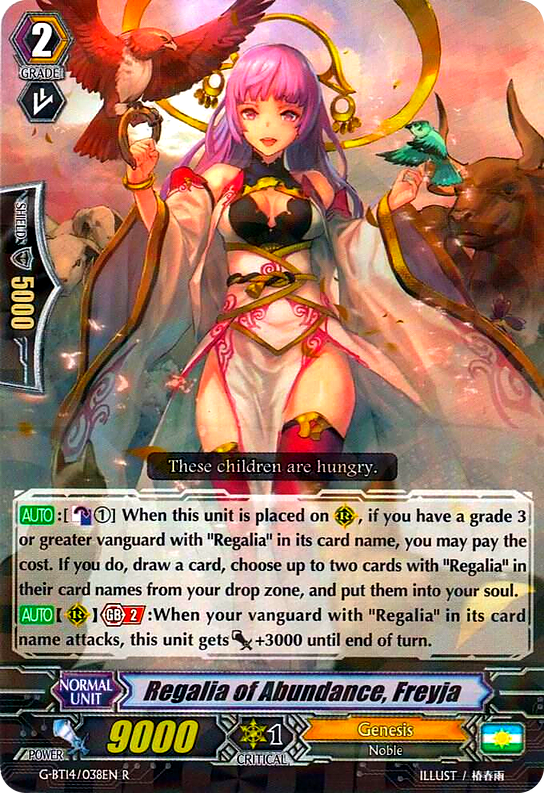 2
GRADE
SHIELD
5000
These children are hungry.
AUTO:[①] When this unit is placed on , if you have a grade 3
or greater vanguard with "Regalia" in its card name, you may pay the
cost. If you do, draw a card, choose up to two cards with "Regalia" in
their card names from your drop zone, and put them into your soul.
AUTO【】GB 2:When your vanguard with "Regalia" in its card
name attacks, this unit gets +3000 until end of turn.
NORMAL
UNIT
Regalia of Abundance, Freyja
POWER
9000
1
CRITICAL
Genesis
Noble
G-BT14/038EN R
ILLUST / 椿春雨